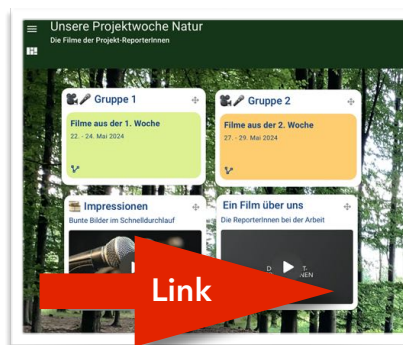 Unsere Projektwoche Natur
Die Filme der Projekt-ReporterInnen
Gruppe 1
Filme aus der 1. Woche
22. - 24. Mai 2024
Gruppe 2
Filme aus der 2. Woche
27. - 29. Mai 2024
Impressionen
Bunte Bilder im Schnelldurchlauf
Ein Film über uns
Die ReporterInnen bei der Arbeit
Link